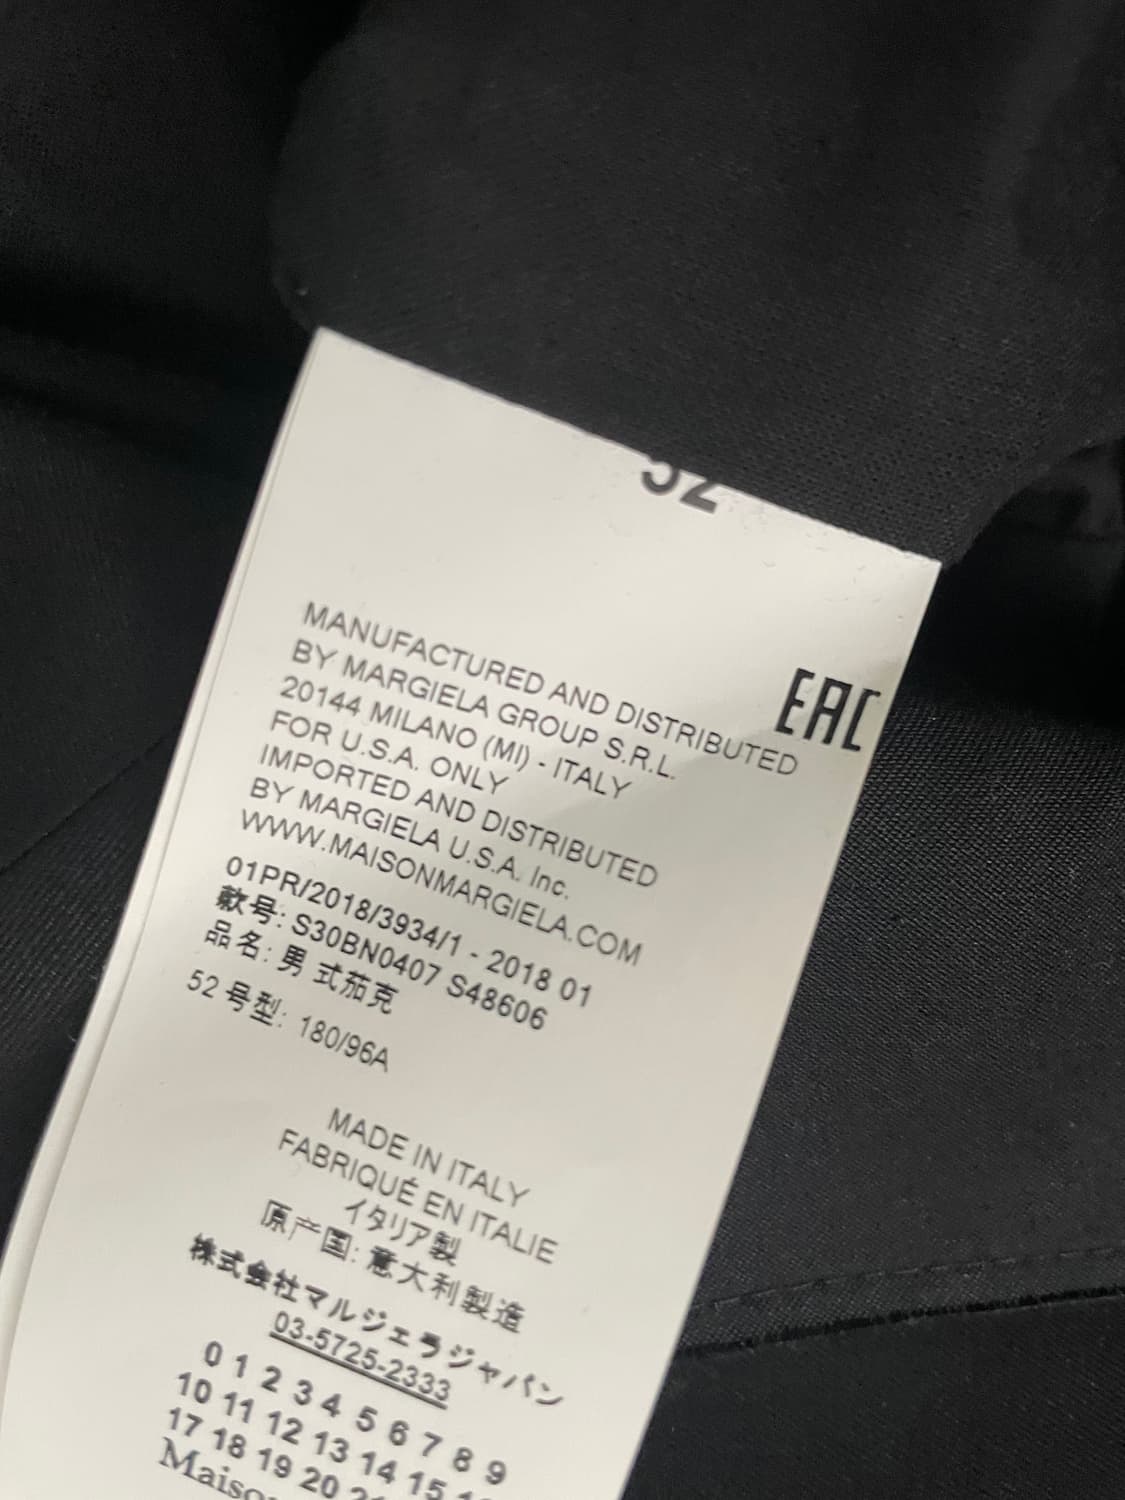 52
EAC
MANUFACTURED AND DISTRIBUTED
BY MARGIELA GROUP S.R.L.
20144 MILANO (MI) - ITALY
FOR U.S.A. ONLY
IMPORTED AND DISTRIBUTED
BY MARGIELA U.S.A. Inc.
WWW.MAISONMARGIELA.COM
01PR/2018/3934/1 - 2018 01
款号: S30BN0407 S48606
品名: 男 式茄克
52 号型: 180/96A
MADE IN ITALY
FABRIQUÉ EN ITALIE
イタリア製
原产国: 意大利製造
株式会社マルジェラジャパン
03-5725-2333
0 1 2 3 4 5 6 7 8 9
10 11 12 13 14 15
17 18 19 20